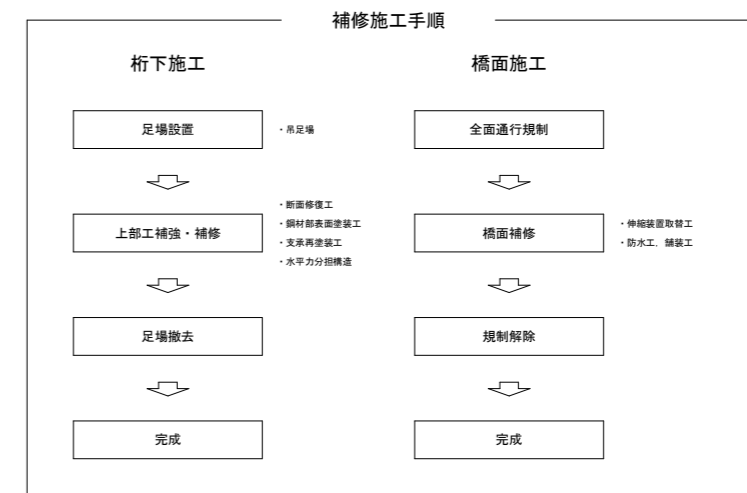 補修施工手順
桁下施工
足場設置
・吊足場
上部工補強・補修
・断面修復工
・鋼材部表面塗装工
・支承再塗装工
・水平力分担構造
足場撤去
完成
橋面施工
全面通行規制
橋面補修
・伸縮装置取替工
・防水工、舗装工
規制解除
完成